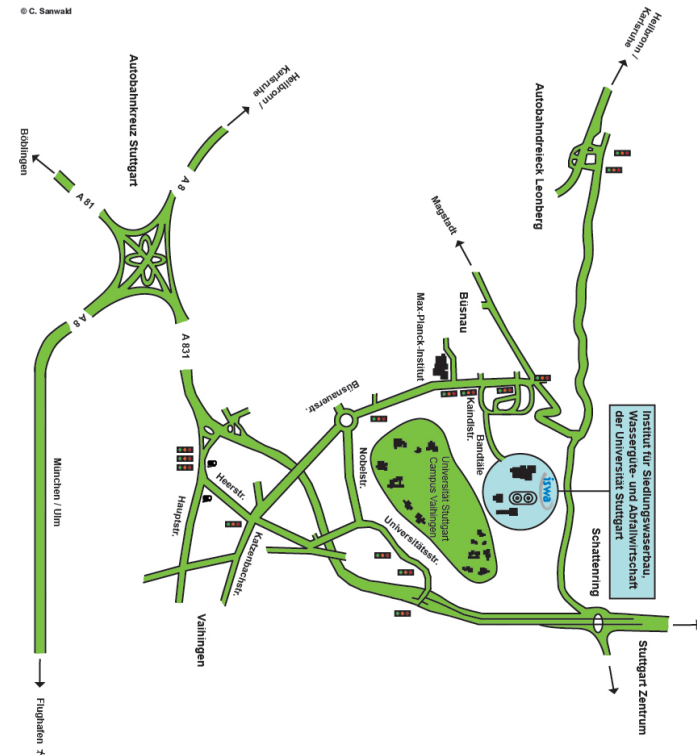 © C. Sanwald
Heilbronn /
Karlsruhe
Autobahnkreuz Stuttgart
Heilbronn /
Karlsruhe
Autobahndreieck Leonberg
Böblingen
A 81
A 8
Magstadt
Büsnau
Max-Planck-Institut
A 8
A 831
Büsnauerstr.
Kaindlstr.
Bandtäle
iswa
Institut für Siedlungswaserbau,
Wassergüte- und Abfallwirtschaft
der Universität Stuttgart
Universität Stuttgart
Campus Vaihingen
Nobelstr.
Universitätsstr.
Heerstr.
Hauptstr.
Katzenbachstr.
Vaihingen
Schattenring
Stuttgart Zentrum
München / Ulm
Flughafen